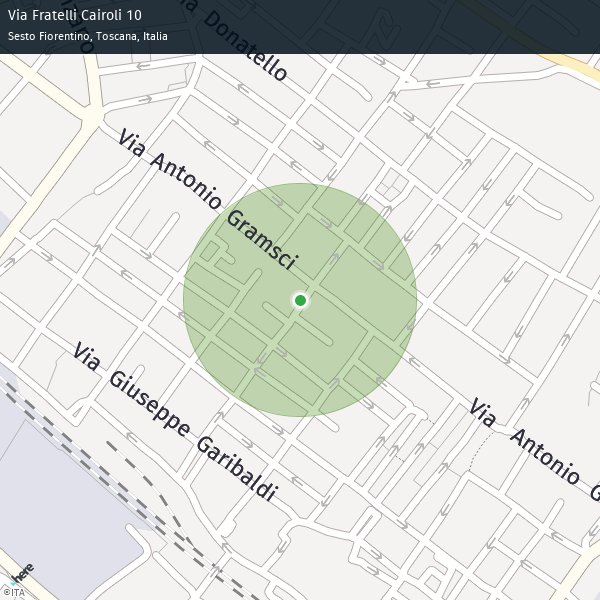 Via Fratelli Cairoli 10
Sesto Fiorentino, Toscana, Italia
Donatello
Via Antonio Gramsci
Via Giuseppe Garibaldi
Via Antonio G
here
©ITA